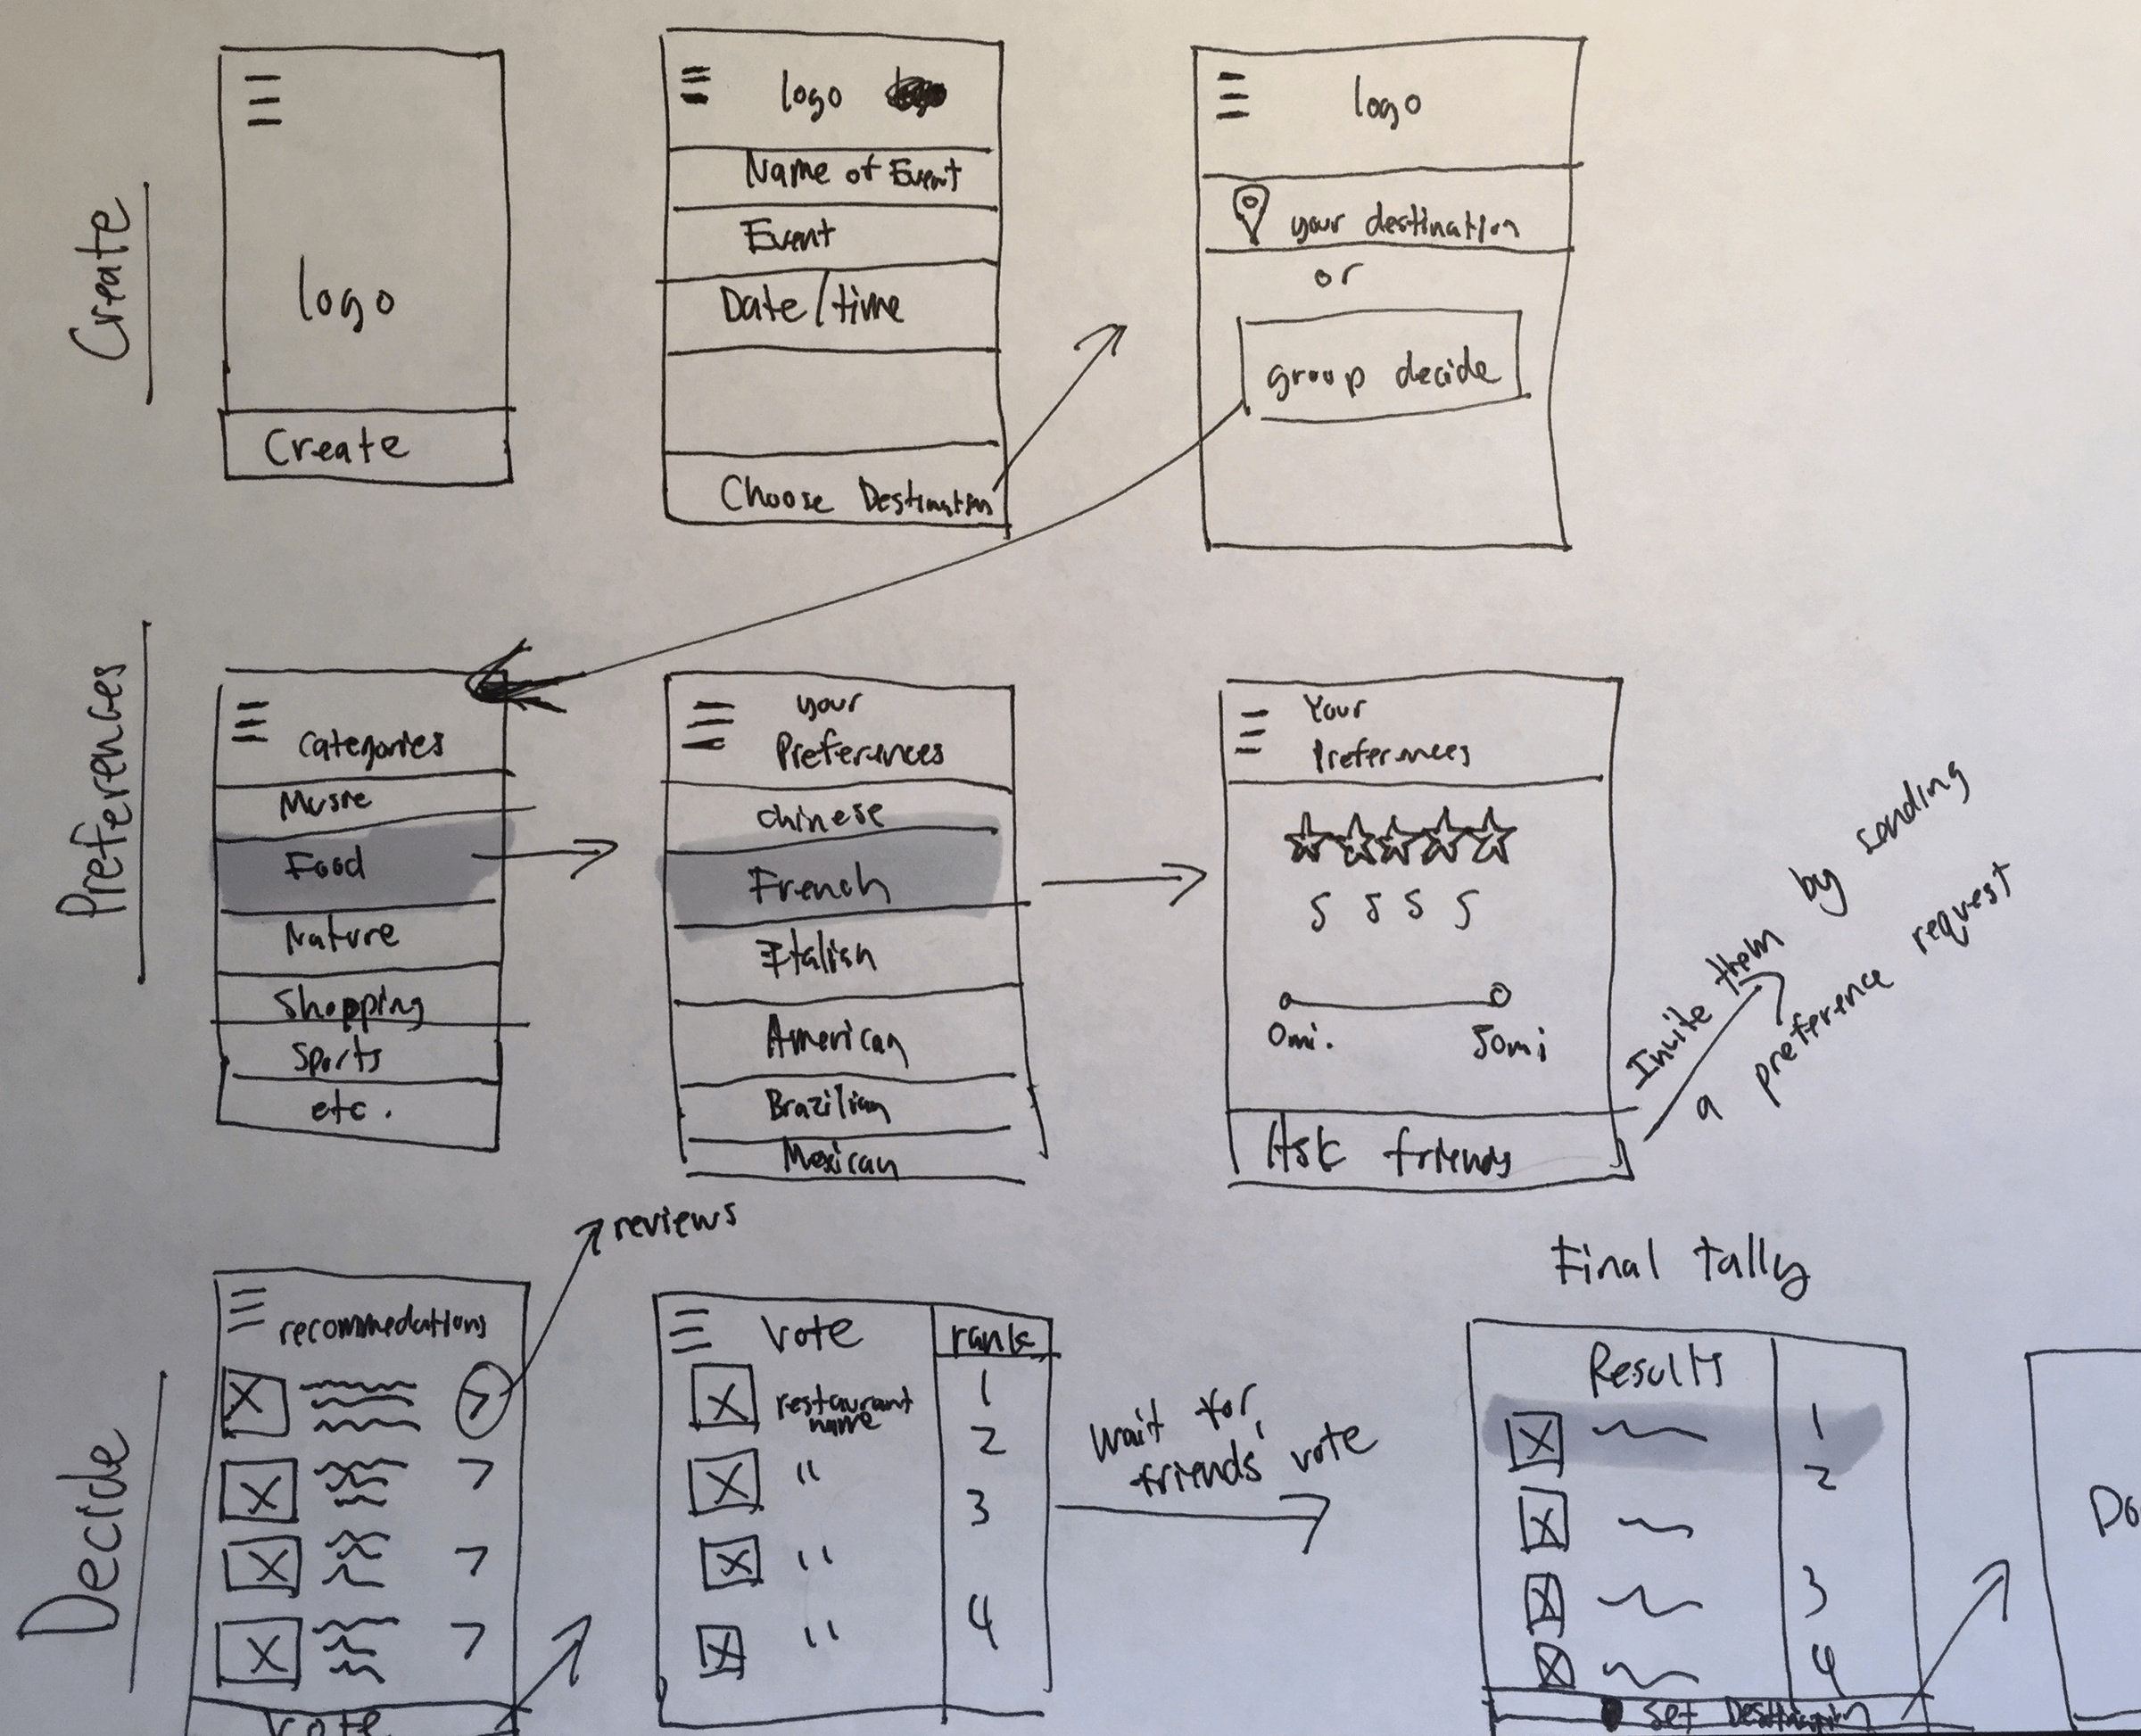 Create
logo
Create
logo
Name of Event
Event
Date/time
Choose Destination
logo
your destination
or
group decide
Preferences
Categories
Music
Food
Nature
Shopping
Sports
etc.
your
Preferences
chinese
French
Italian
American
Brazilian
Mexican
Your
Preferences
0mi.
50mi
Ask friends
Invite them by sending
a preference request
Decide
reviews
recommedations
Vote
Vote
rank
restaurant
name
"
"
"
1
2
3
4
wait for
friends' vote
Final tally
Results
1
2
3
4
Set Destination